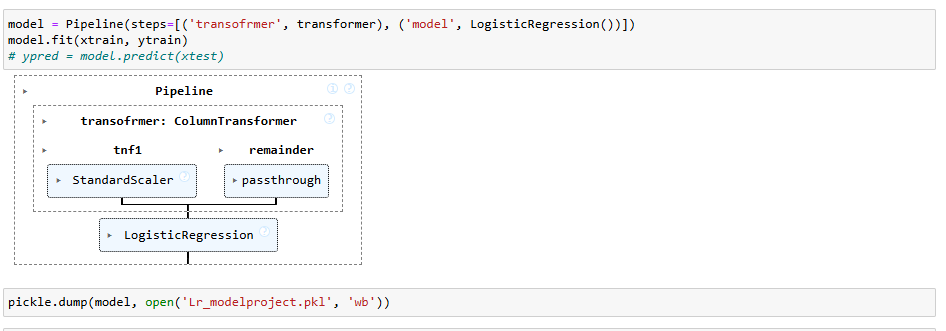 model = Pipeline(steps=[('transofrmer', transformer), ('model', LogisticRegression())])
model.fit(xtrain, ytrain)
# ypred = model.predict(xtest)
Pipeline
transofrmer: ColumnTransformer
tnf1
remainder
StandardScaler
passthrough
LogisticRegression
pickle.dump(model, open('Lr_modelproject.pkl', 'wb'))